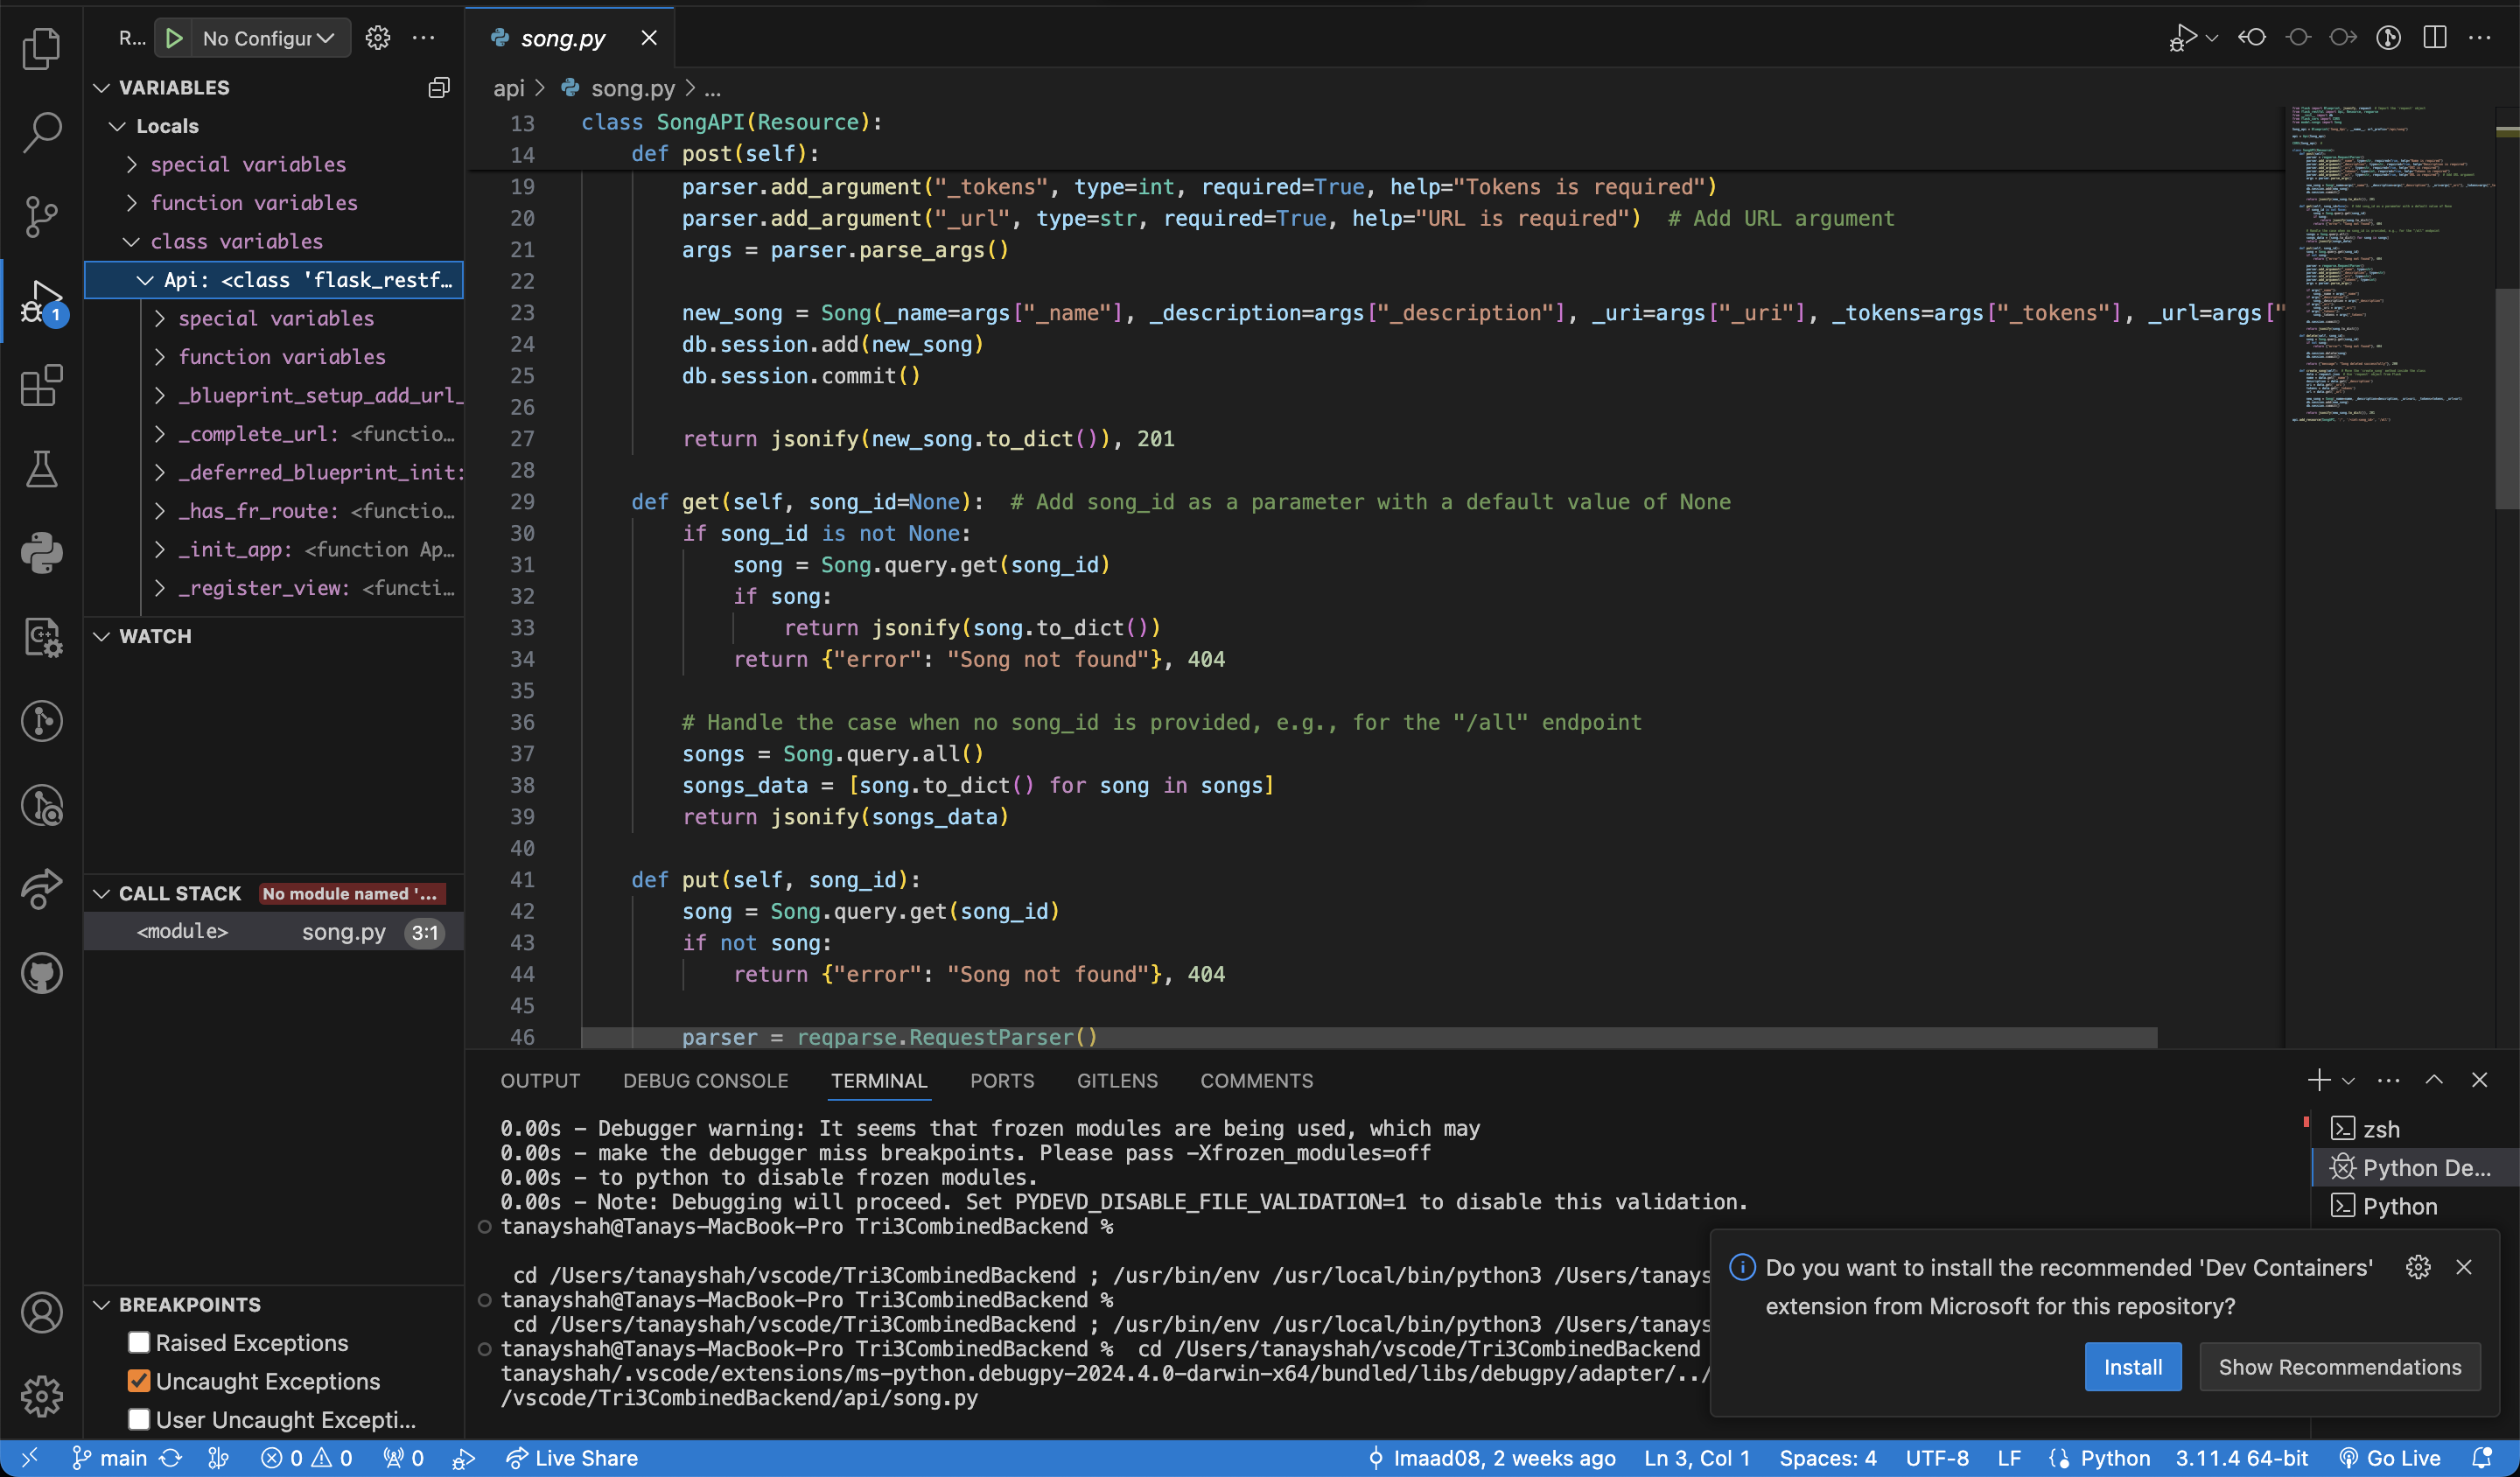 R...
No Configur
song.py
VARIABLES
Locals
special variables
function variables
class variables
Api: <class 'flask_restf...
special variables
function variables
_blueprint_setup_add_url_
_complete_url: <functio...
_deferred_blueprint_init:
_has_fr_route: <functio...
_init_app: <function Ap...
_register_view: <functi...
WATCH
CALL STACK No module named '...
<module> song.py 3:1
BREAKPOINTS
Raised Exceptions
Uncaught Exceptions
User Uncaught Excepti...
1
api > song.py > ...
13 class SongAPI(Resource):
14 def post(self):
19 parser.add_argument("_tokens", type=int, required=True, help="Tokens is required")
20 parser.add_argument("_url", type=str, required=True, help="URL is required") # Add URL argument
21 args = parser.parse_args()
22
23 new_song = Song(_name=args["_name"], _description=args["_description"], _uri=args["_uri"], _tokens=args["_tokens"], _url=args["
24 db.session.add(new_song)
25 db.session.commit()
26
27 return jsonify(new_song.to_dict()), 201
28
29 def get(self, song_id=None): # Add song_id as a parameter with a default value of None
30 if song_id is not None:
31 song = Song.query.get(song_id)
32 if song:
33 return jsonify(song.to_dict())
34 return {"error": "Song not found"}, 404
35
36 # Handle the case when no song_id is provided, e.g., for the "/all" endpoint
37 songs = Song.query.all()
38 songs_data = [song.to_dict() for song in songs]
39 return jsonify(songs_data)
40
41 def put(self, song_id):
42 song = Song.query.get(song_id)
43 if not song:
44 return {"error": "Song not found"}, 404
45
46 parser = reqparse.RequestParser()
OUTPUT DEBUG CONSOLE TERMINAL PORTS GITLENS COMMENTS
0.00s - Debugger warning: It seems that frozen modules are being used, which may
0.00s - make the debugger miss breakpoints. Please pass -Xfrozen_modules=off
0.00s - to python to disable frozen modules.
0.00s - Note: Debugging will proceed. Set PYDEVD_DISABLE_FILE_VALIDATION=1 to disable this validation.
tanayshah@Tanays-MacBook-Pro Tri3CombinedBackend %
cd /Users/tanayshah/vscode/Tri3CombinedBackend ; /usr/bin/env /usr/local/bin/python3 /Users/tanays
tanayshah@Tanays-MacBook-Pro Tri3CombinedBackend %
cd /Users/tanayshah/vscode/Tri3CombinedBackend ; /usr/bin/env /usr/local/bin/python3 /Users/tanays
tanayshah@Tanays-MacBook-Pro Tri3CombinedBackend % cd /Users/tanayshah/vscode/Tri3CombinedBackend
tanayshah/.vscode/extensions/ms-python.debugpy-2024.4.0-darwin-x64/bundled/libs/debugpy/adapter/../
/vscode/Tri3CombinedBackend/api/song.py
zsh
Python De...
Python
Do you want to install the recommended 'Dev Containers'
extension from Microsoft for this repository?
Install
Show Recommendations
main 0 0 0 Live Share Imaad08, 2 weeks ago Ln 3, Col 1 Spaces: 4 UTF-8 LF Python 3.11.4 64-bit Go Live